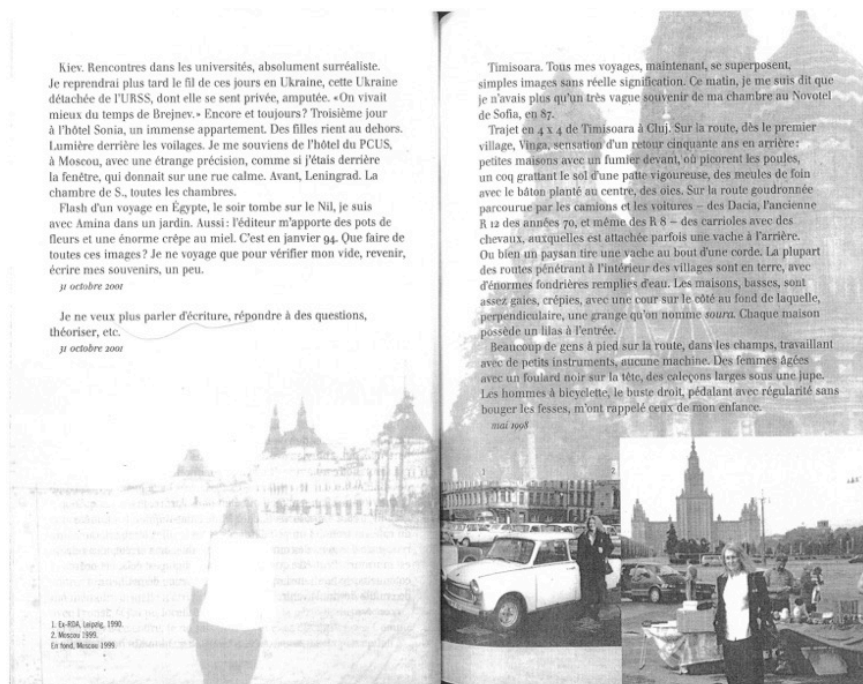 Kiev. Rencontres dans les universités, absolument surréaliste.
Je reprendrai plus tard le fil de ces jours en Ukraine, cette Ukraine
détachée de l'URSS, dont elle se sent privée, amputée. «On vivait
mieux du temps de Brejnev.» Encore et toujours? Troisième jour
à l'hôtel Sonia, un immense appartement. Des filles rient au dehors.
Lumière derrière les voilages. Je me souviens de l'hôtel du PCUS,
à Moscou, avec une étrange précision, comme si j'étais derrière
la fenêtre, qui donnait sur une rue calme. Avant, Leningrad. La
chambre de S., toutes les chambres.
Flash d'un voyage en Égypte, le soir tombe sur le Nil, je suis
avec Amina dans un jardin. Aussi: l'éditeur m'apporte des pots de
fleurs et une énorme crêpe au miel. C'est en janvier 94. Que faire de
toutes ces images? Je ne voyage que pour vérifier mon vide, revenir,
écrire mes souvenirs, un peu.
31 octobre 2001
Je ne veux plus parler d'écriture, répondre à des questions,
théoriser, etc.
31 octobre 2001
1. Ex-RDA, Leipzig, 1990.
2. Moscou 1999.
En fond, Moscou 1999.
Timisoara. Tous mes voyages, maintenant, se superposent,
simples images sans réelle signification. Ce matin, je me suis dit que
je n'avais plus qu'un très vague souvenir de ma chambre au Novotel
de Sofia, en 87.
Trajet en 4 x 4 de Timisoara à Cluj. Sur la route, dès le premier
village, Vinga, sensation d'un retour cinquante ans en arrière:
petites maisons avec un fumier devant, où picorent les poules,
un coq grattant le sol d'une patte vigoureuse, des meules de foin
avec le bâton planté au centre, des oies. Sur la route goudronnée
parcourue par les camions et les voitures – des Dacia, l'ancienne
R 12 des années 70, et même des R 8 – des carrioles avec des
chevaux, auxquelles est attachée parfois une vache à l'arrière.
Ou bien un paysan tire une vache au bout d'une corde. La plupart
des routes pénétrant à l'intérieur des villages sont en terre, avec
d'énormes fondrières remplies d'eau. Les maisons, basses, sont
assez gaies, crépies, avec une cour sur le côté au fond de laquelle,
perpendiculaire, une grange qu'on nomme soura. Chaque maison
possède un lilas à l'entrée.
Beaucoup de gens à pied sur la route, dans les champs, travaillant
avec de petits instruments, aucune machine. Des femmes âgées
avec un foulard noir sur la tête, des caleçons larges sous une jupe.
Les hommes à bicyclette, le buste droit, pédalant avec régularité sans
bouger les fesses, m'ont rappelé ceux de mon enfance.
mai 1998
1
2